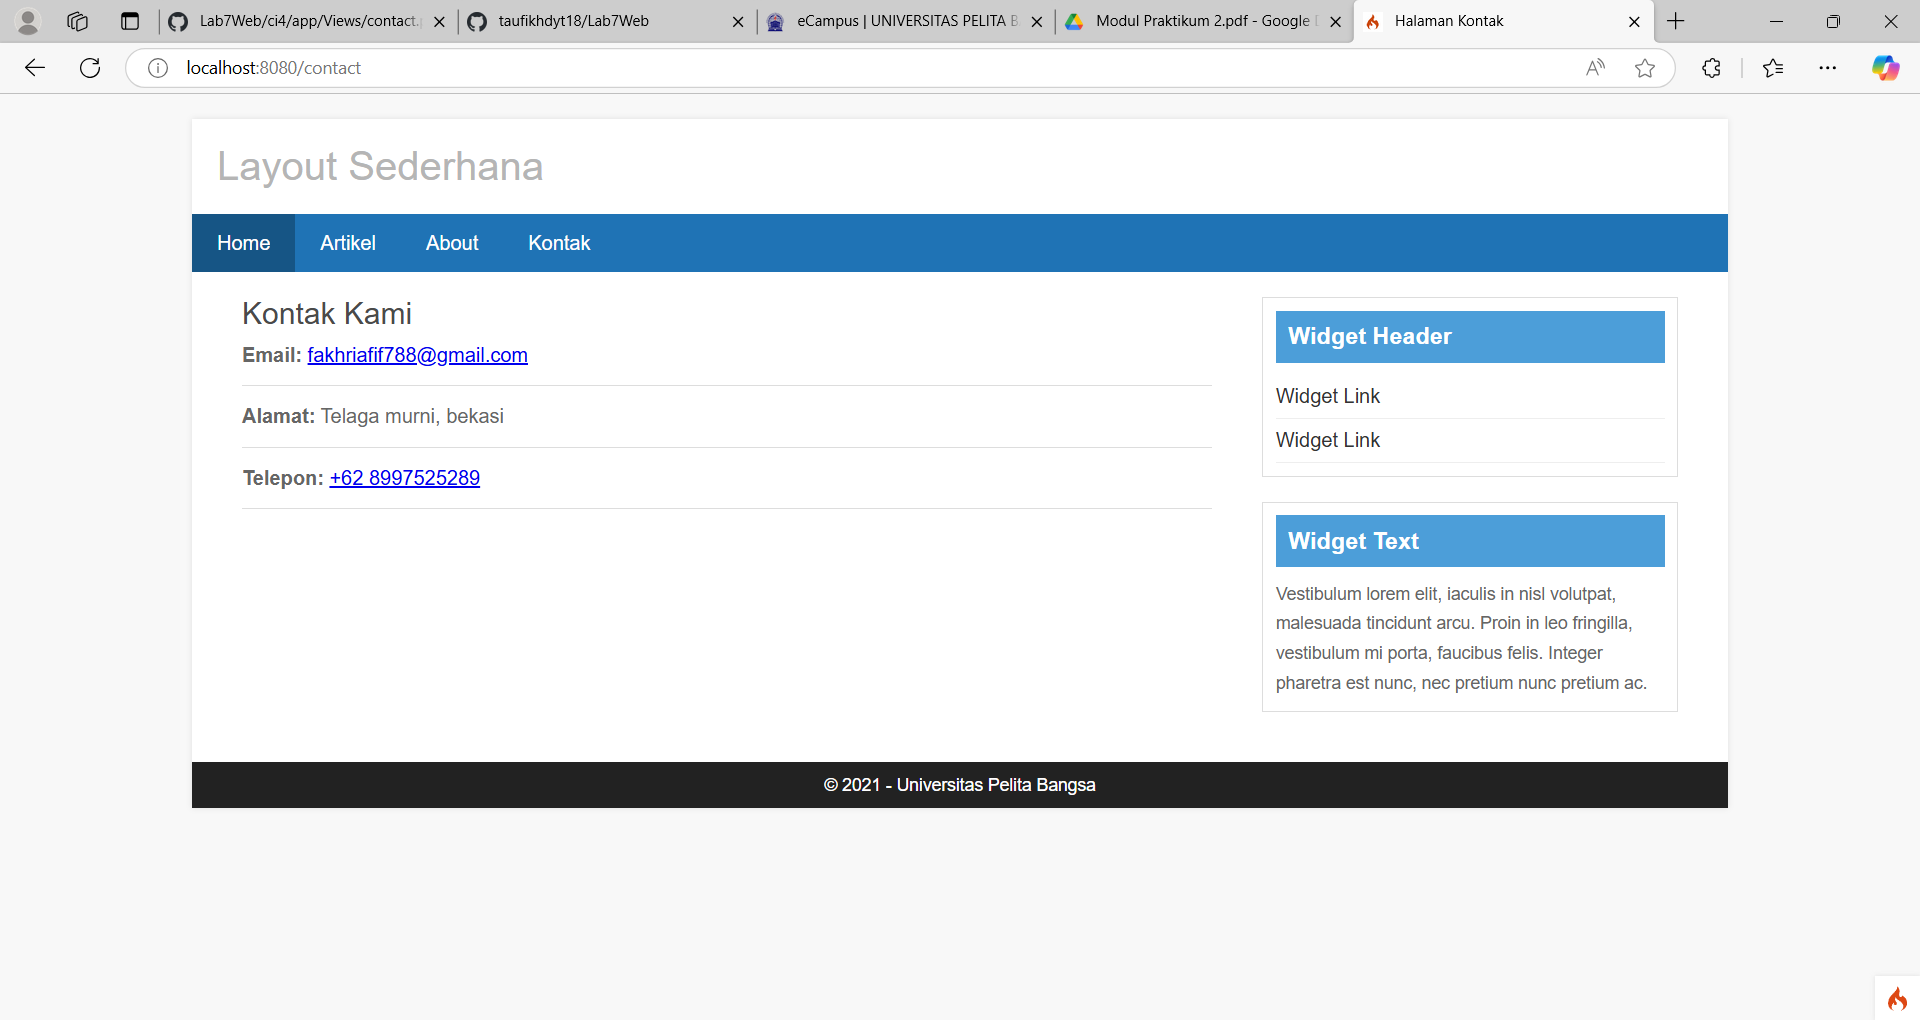 Lab7Web/ci4/app/Views/contact.
taufikhdyt18/Lab7Web
eCampus | UNIVERSITAS PELITA B
Modul Praktikum 2.pdf - Google
Halaman Kontak
localhost:8080/contact
Layout Sederhana
Home Artikel About Kontak
Kontak Kami
Email: fakhriafif788@gmail.com
Alamat: Telaga murni, bekasi
Telepon: +62 8997525289
Widget Header
Widget Link
Widget Link
Widget Text
Vestibulum lorem elit, iaculis in nisl volutpat,
malesuada tincidunt arcu. Proin in leo fringilla,
vestibulum mi porta, faucibus felis. Integer
pharetra est nunc, nec pretium nunc pretium ac.
© 2021 - Universitas Pelita Bangsa